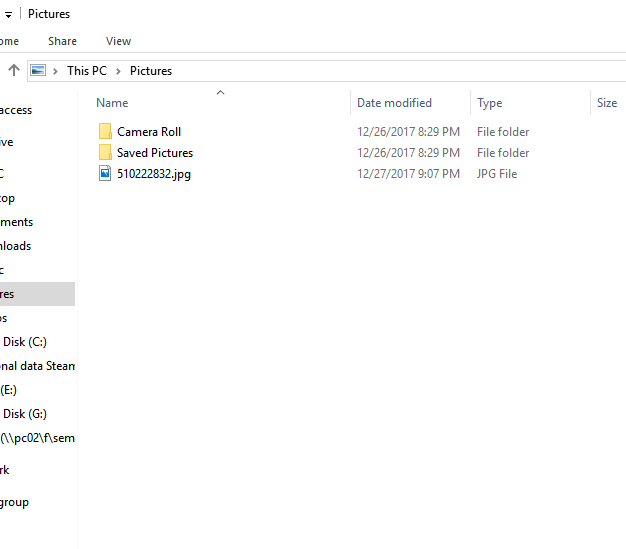 Pictures
ome Share View
This PC > Pictures
Name Date modified Type Size
access
Camera Roll 12/26/2017 8:29 PM File folder
ive
Saved Pictures 12/26/2017 8:29 PM File folder
C
510222832.jpg 12/27/2017 9:07 PM JPG File
top
ments
nloads
c
res
os
Disk (C:)
onal data Steam
(E:)
Disk (G:)
(\\pc02\f\sem
rk
group